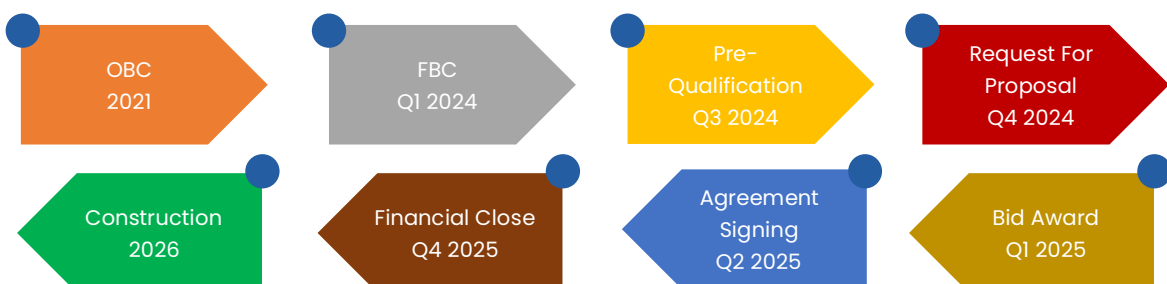 OBC
2021
FBC
Q1 2024
Pre-
Qualification
Q3 2024
Request For
Proposal
Q4 2024
Construction
2026
Financial Close
Q4 2025
Agreement
Signing
Q2 2025
Bid Award
Q1 2025